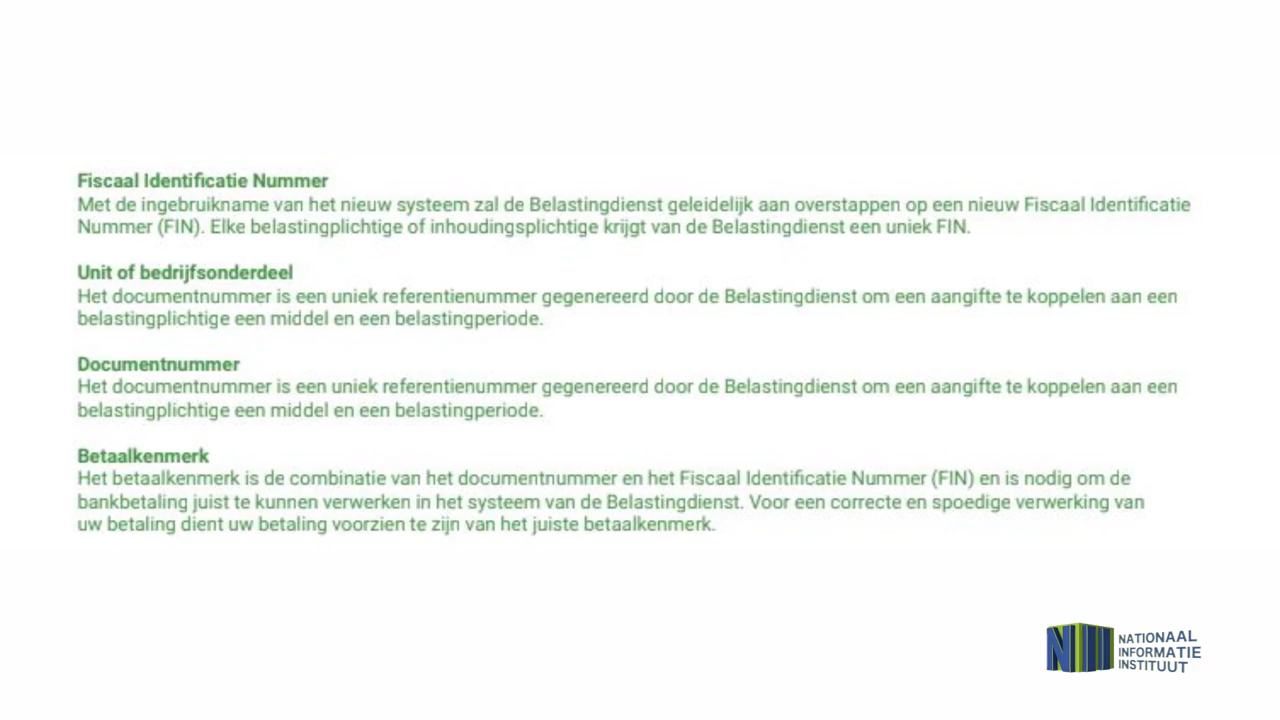 Fiscaal Identificatie Nummer
Met de ingebruikname van het nieuw systeem zal de Belastingdienst geleidelijk aan overstappen op een nieuw Fiscaal Identificatie
Nummer (FIN). Elke belastingplichtige of inhoudingsplichtige krijgt van de Belastingdienst een uniek FIN.
Unit of bedrijfsonderdeel
Het documentnummer is een uniek referentienummer gegenereerd door de Belastingdienst om een aangifte te koppelen aan een
belastingplichtige een middel en een belastingperiode.
Documentnummer
Het documentnummer is een uniek referentienummer gegenereerd door de Belastingdienst om een aangifte te koppelen aan een
belastingplichtige een middel en een belastingperiode.
Betaalkenmerk
Het betaalkenmerk is de combinatie van het documentnummer en het Fiscaal Identificatie Nummer (FIN) en is nodig om de
bankbetaling juist te kunnen verwerken in het systeem van de Belastingdienst. Voor een correcte en spoedige verwerking van
uw betaling dient uw betaling voorzien te zijn van het juiste betaalkenmerk.
NII
NATIONAAL
INFORMATIE
INSTITUUT